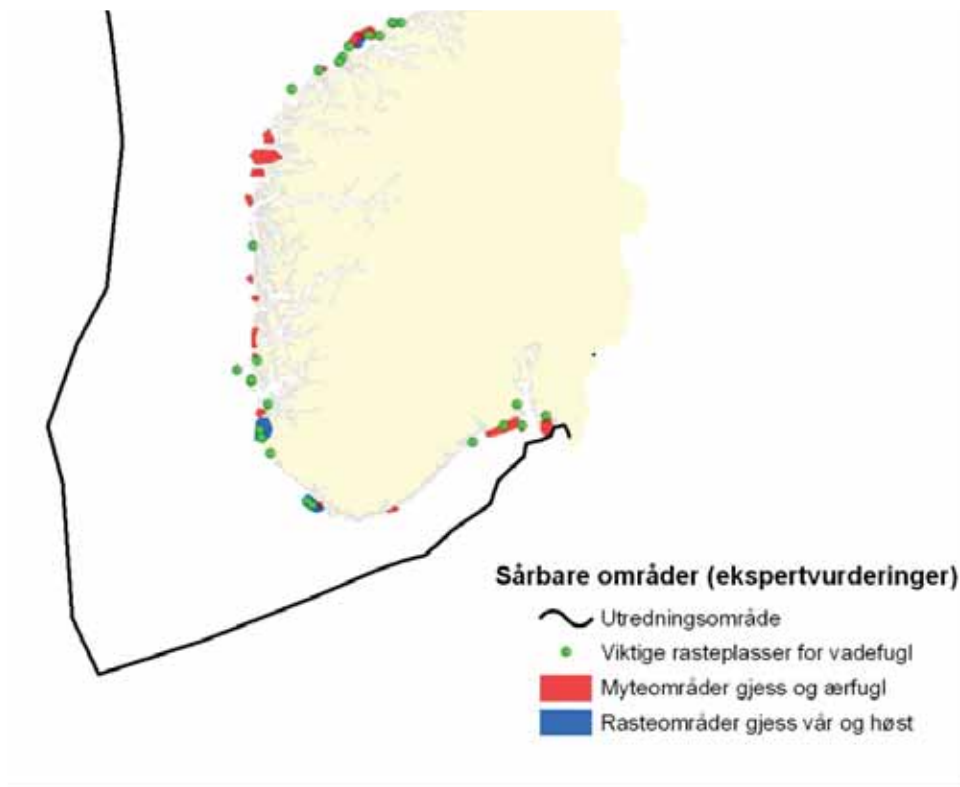 Sårbare områder (ekspertvurderinger)
Utredningsområde
Viktige rasteplasser for vadefugl
Myteområder gjess og ærfugl
Rasteområder gjess vår og høst